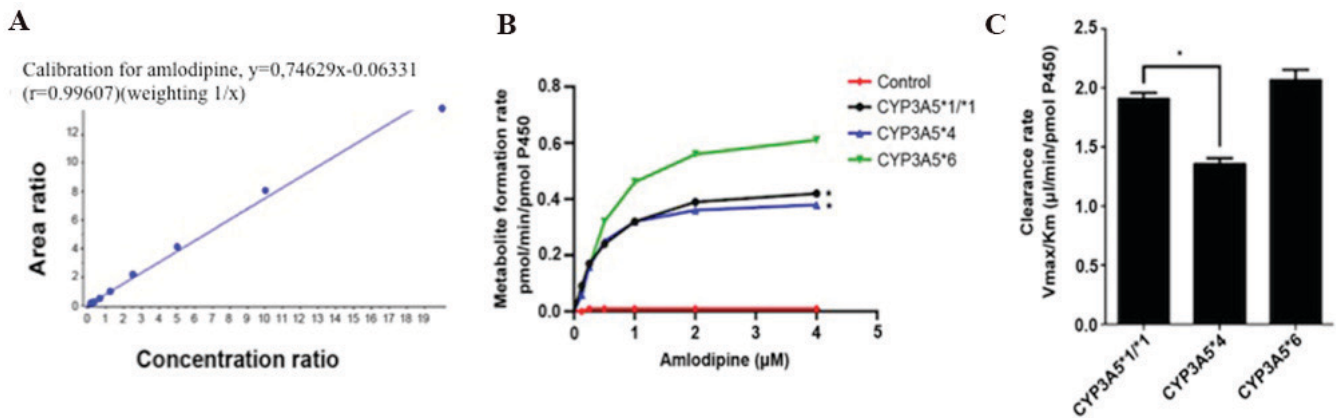 A
Calibration for amlodipine, y=0,74629x-0.06331
(r=0.99607)(weighting 1/x)
Area ratio
12
10
8
6
4
2
0
0 1 2 3 4 5 6 7 8 9 10 11 12 13 14 15 16 17 18 19
Concentration ratio
B
Metabolite formation rate
pmol/min/pmol P450
0.8
0.6
0.4
0.2
0.0
0 1 2 3 4 5
Amlodipine (µM)
Control
CYP3A5*1/*1
CYP3A5*4
CYP3A5*6
*
*
C
Clearance rate
Vmax/Km (µl/min/pmol P450)
2.5
2.0
1.5
1.0
0.5
0.0
*
CYP3A5*1/*1
CYP3A5*4
CYP3A5*6